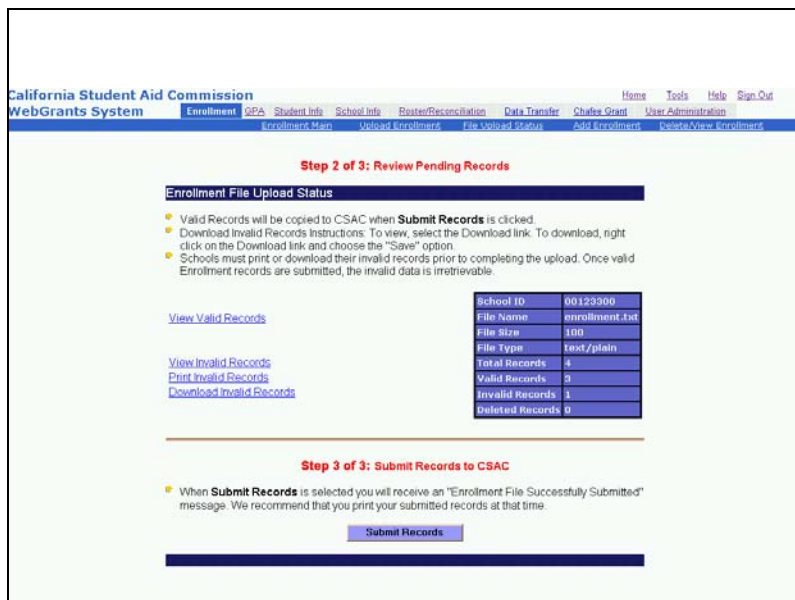 California Student Aid Commission
Home Tools Help Sign Out
WebGrants System
Enrollment GPA Student Info School Info Roster/Reconciliation Data Transfer Chafee Grant User Administration
Enrollment Main Upload Enrollment File Upload Status Add Enrollment Delete/View Enrollment
Step 2 of 3: Review Pending Records
Enrollment File Upload Status
Valid Records will be copied to CSAC when Submit Records is clicked.
Download Invalid Records Instructions: To view, select the Download link. To download, right
click on the Download link and choose the "Save" option.
Schools must print or download their invalid records prior to completing the upload. Once valid
Enrollment records are submitted, the invalid data is irretrievable.
View Valid Records
View Invalid Records
Print Invalid Records
Download Invalid Records
School ID 00123300
File Name enrollment.txt
File Size 100
File Type text/plain
Total Records 4
Valid Records 3
Invalid Records 1
Deleted Records 0
Step 3 of 3: Submit Records to CSAC
When Submit Records is selected you will receive an "Enrollment File Successfully Submitted"
message. We recommend that you print your submitted records at that time.
Submit Records